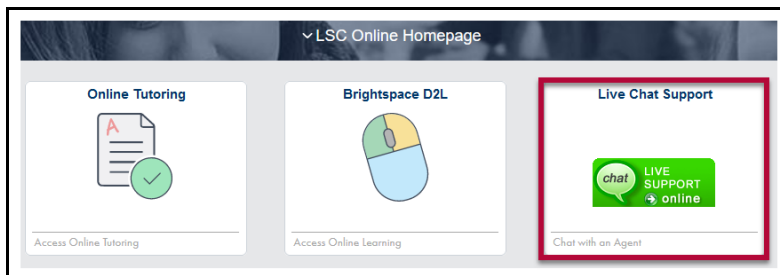 LSC Online Homepage
Online Tutoring
A
Access Online Tutoring
Brightspace D2L
Access Online Learning
Live Chat Support
chat
LIVE
SUPPORT
online
Chat with an Agent